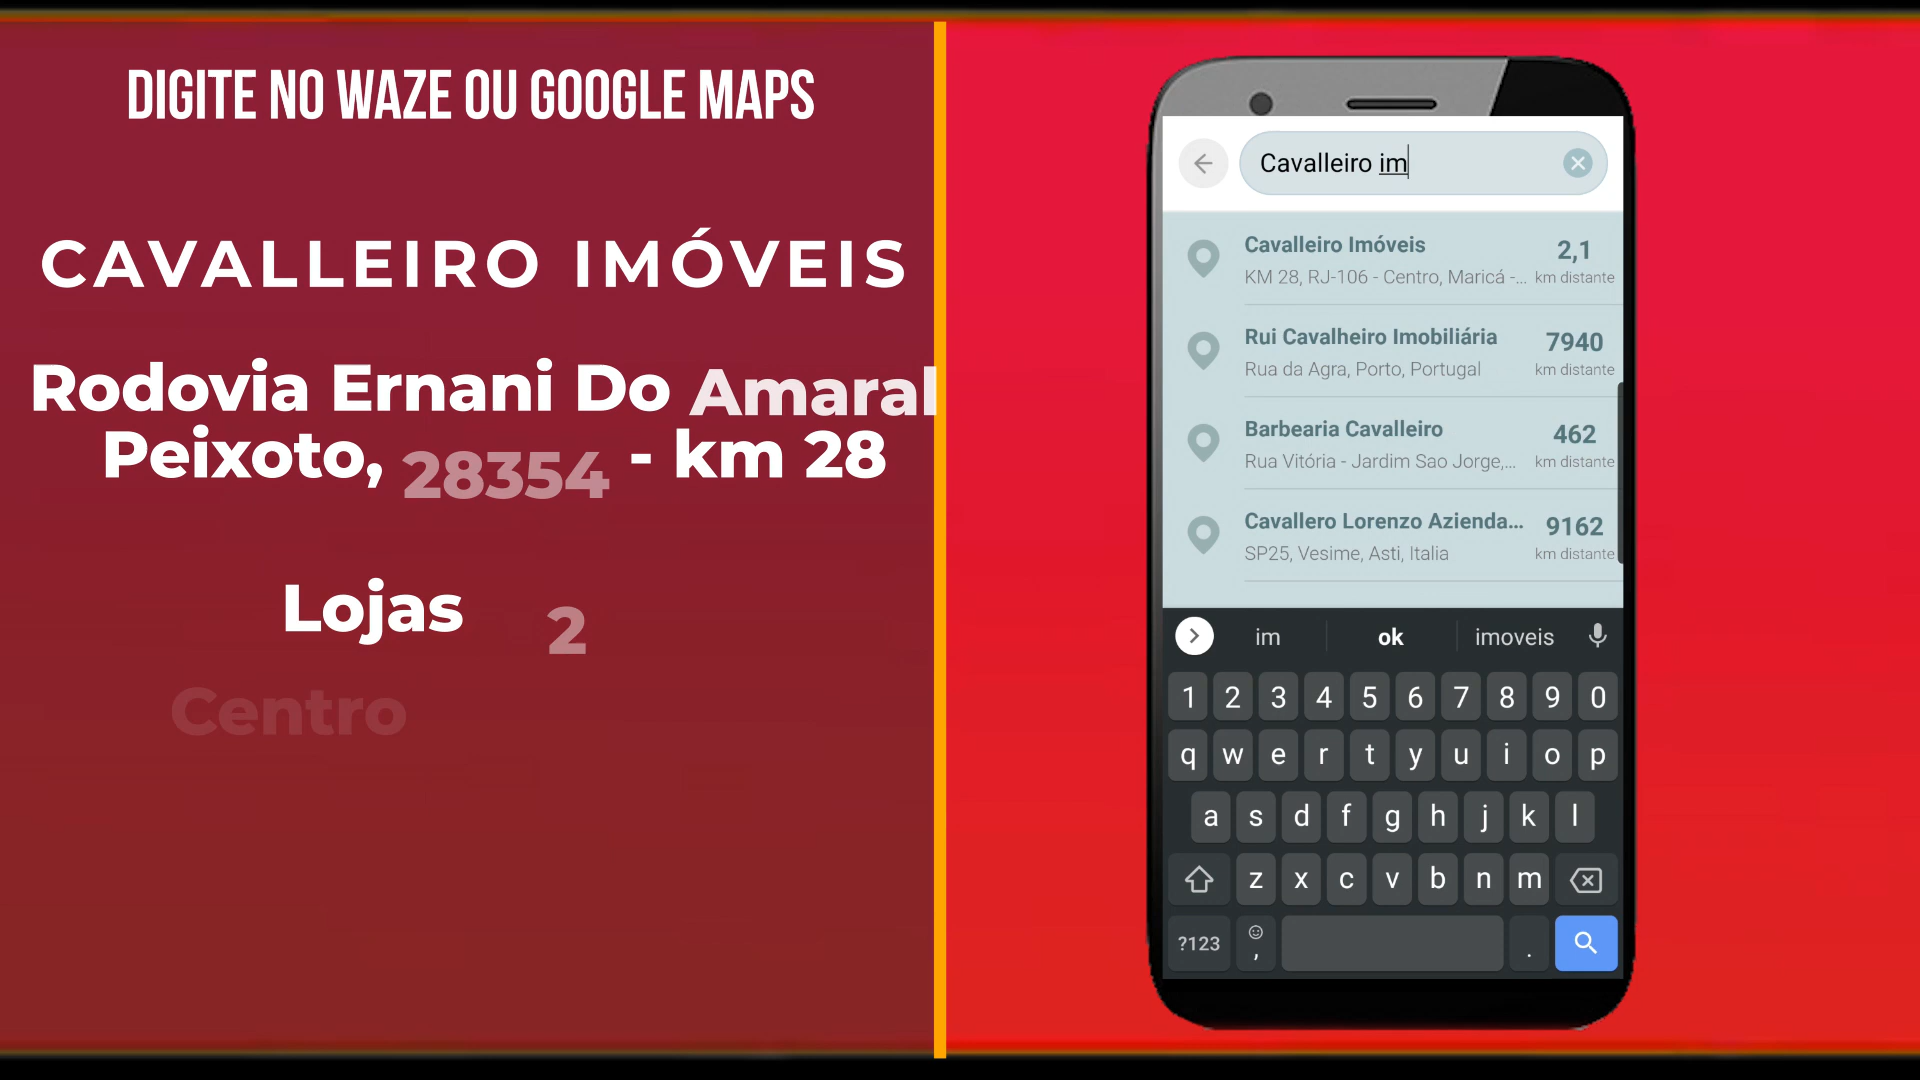 DIGITE NO WAZE OU GOOGLE MAPS
CAVALLEIRO IMÓVEIS
Rodovia Ernani Do Amaral
Peixoto, 28354 - km 28
Lojas 2
Centro
Cavalleiro im
Cavalleiro Imóveis
2,1
KM 28, RJ-106 - Centro, Maricá -...
km distante
Rui Cavalheiro Imobiliária
7940
Rua da Agra, Porto, Portugal
km distante
Barbearia Cavalleiro
462
Rua Vitória - Jardim Sao Jorge,...
km distante
Cavallero Lorenzo Azienda...
9162
SP25, Vesime, Asti, Italia
km distante
im ok imoveis
1 2 3 4 5 6 7 8 9 0
q w e r t y u i o p
a s d f g h j k l
z x c v b n m
?123 , .